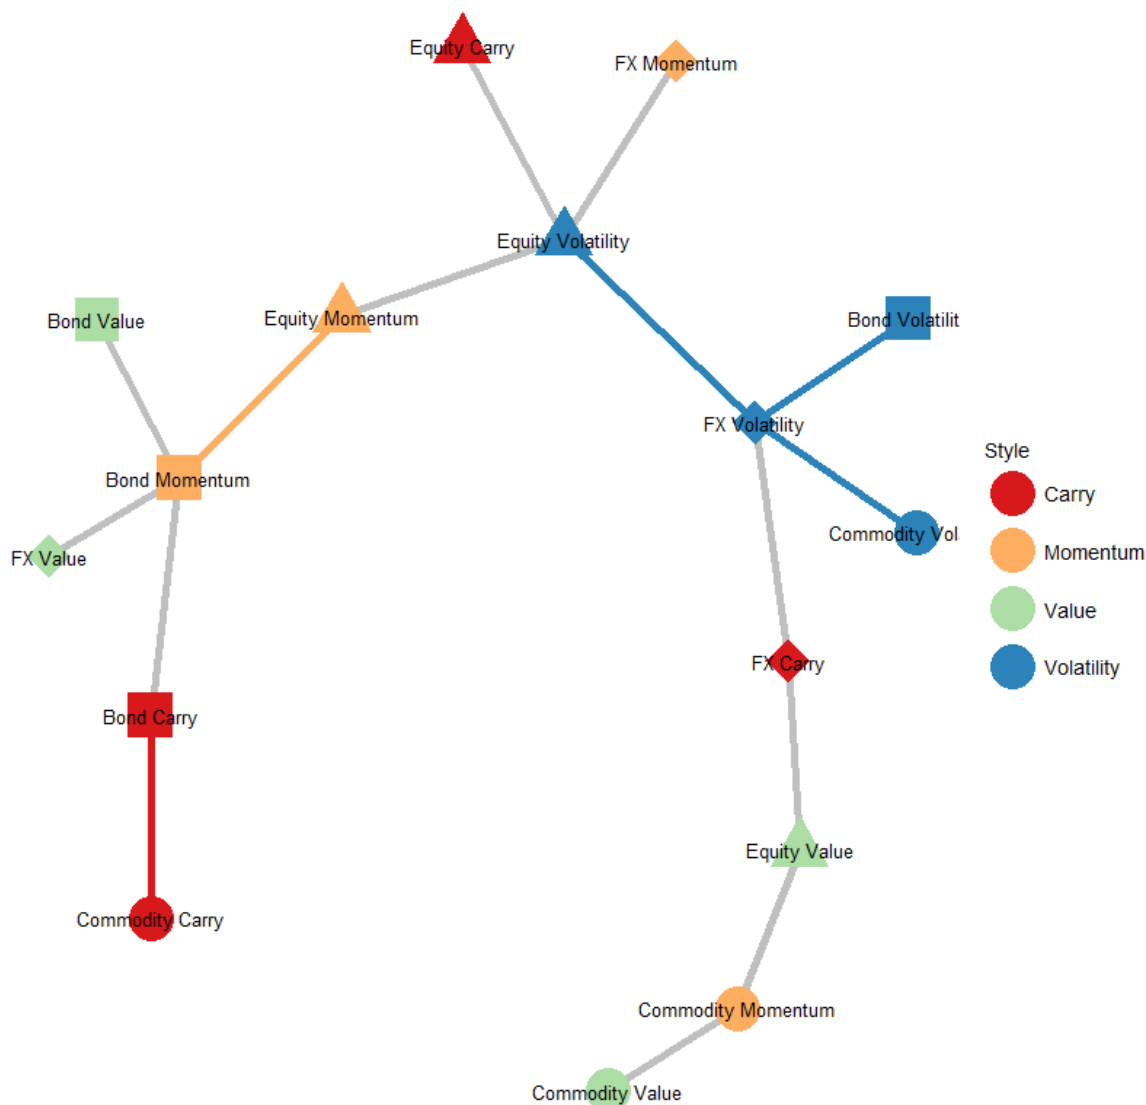 Equity Carry
FX Momentum
Equity Volatility
Bond Value
Equity Momentum
Bond Volatilit
FX Volatility
Style
Bond Momentum
Carry
Commodity Vol
Momentum
FX Value
Value
FX Carry
Volatility
Bond Carry
Equity Value
Commodity Carry
Commodity Momentum
Commodity Value